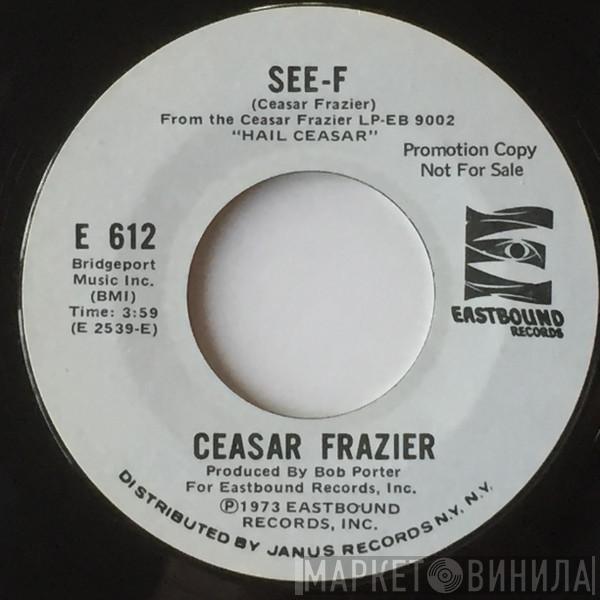 SEE-F
(Ceasar Frazier)
From the Ceasar Frazier LP-EB 9002
"HAIL CEASAR"
Promotion Copy
Not For Sale
E 612
Bridgeport
Music Inc.
(BMI)
Time: 3:59
(E 2539-E)
EASTBOUND
RECORDS
CEASAR FRAZIER
Produced By Bob Porter
For Eastbound Records, Inc.
Ⓟ1973 EASTBOUND
RECORDS, INC.
DISTRIBUTED BY JANUS RECORDS N.Y. N.Y.
МАРКЕТ ВИНИЛА